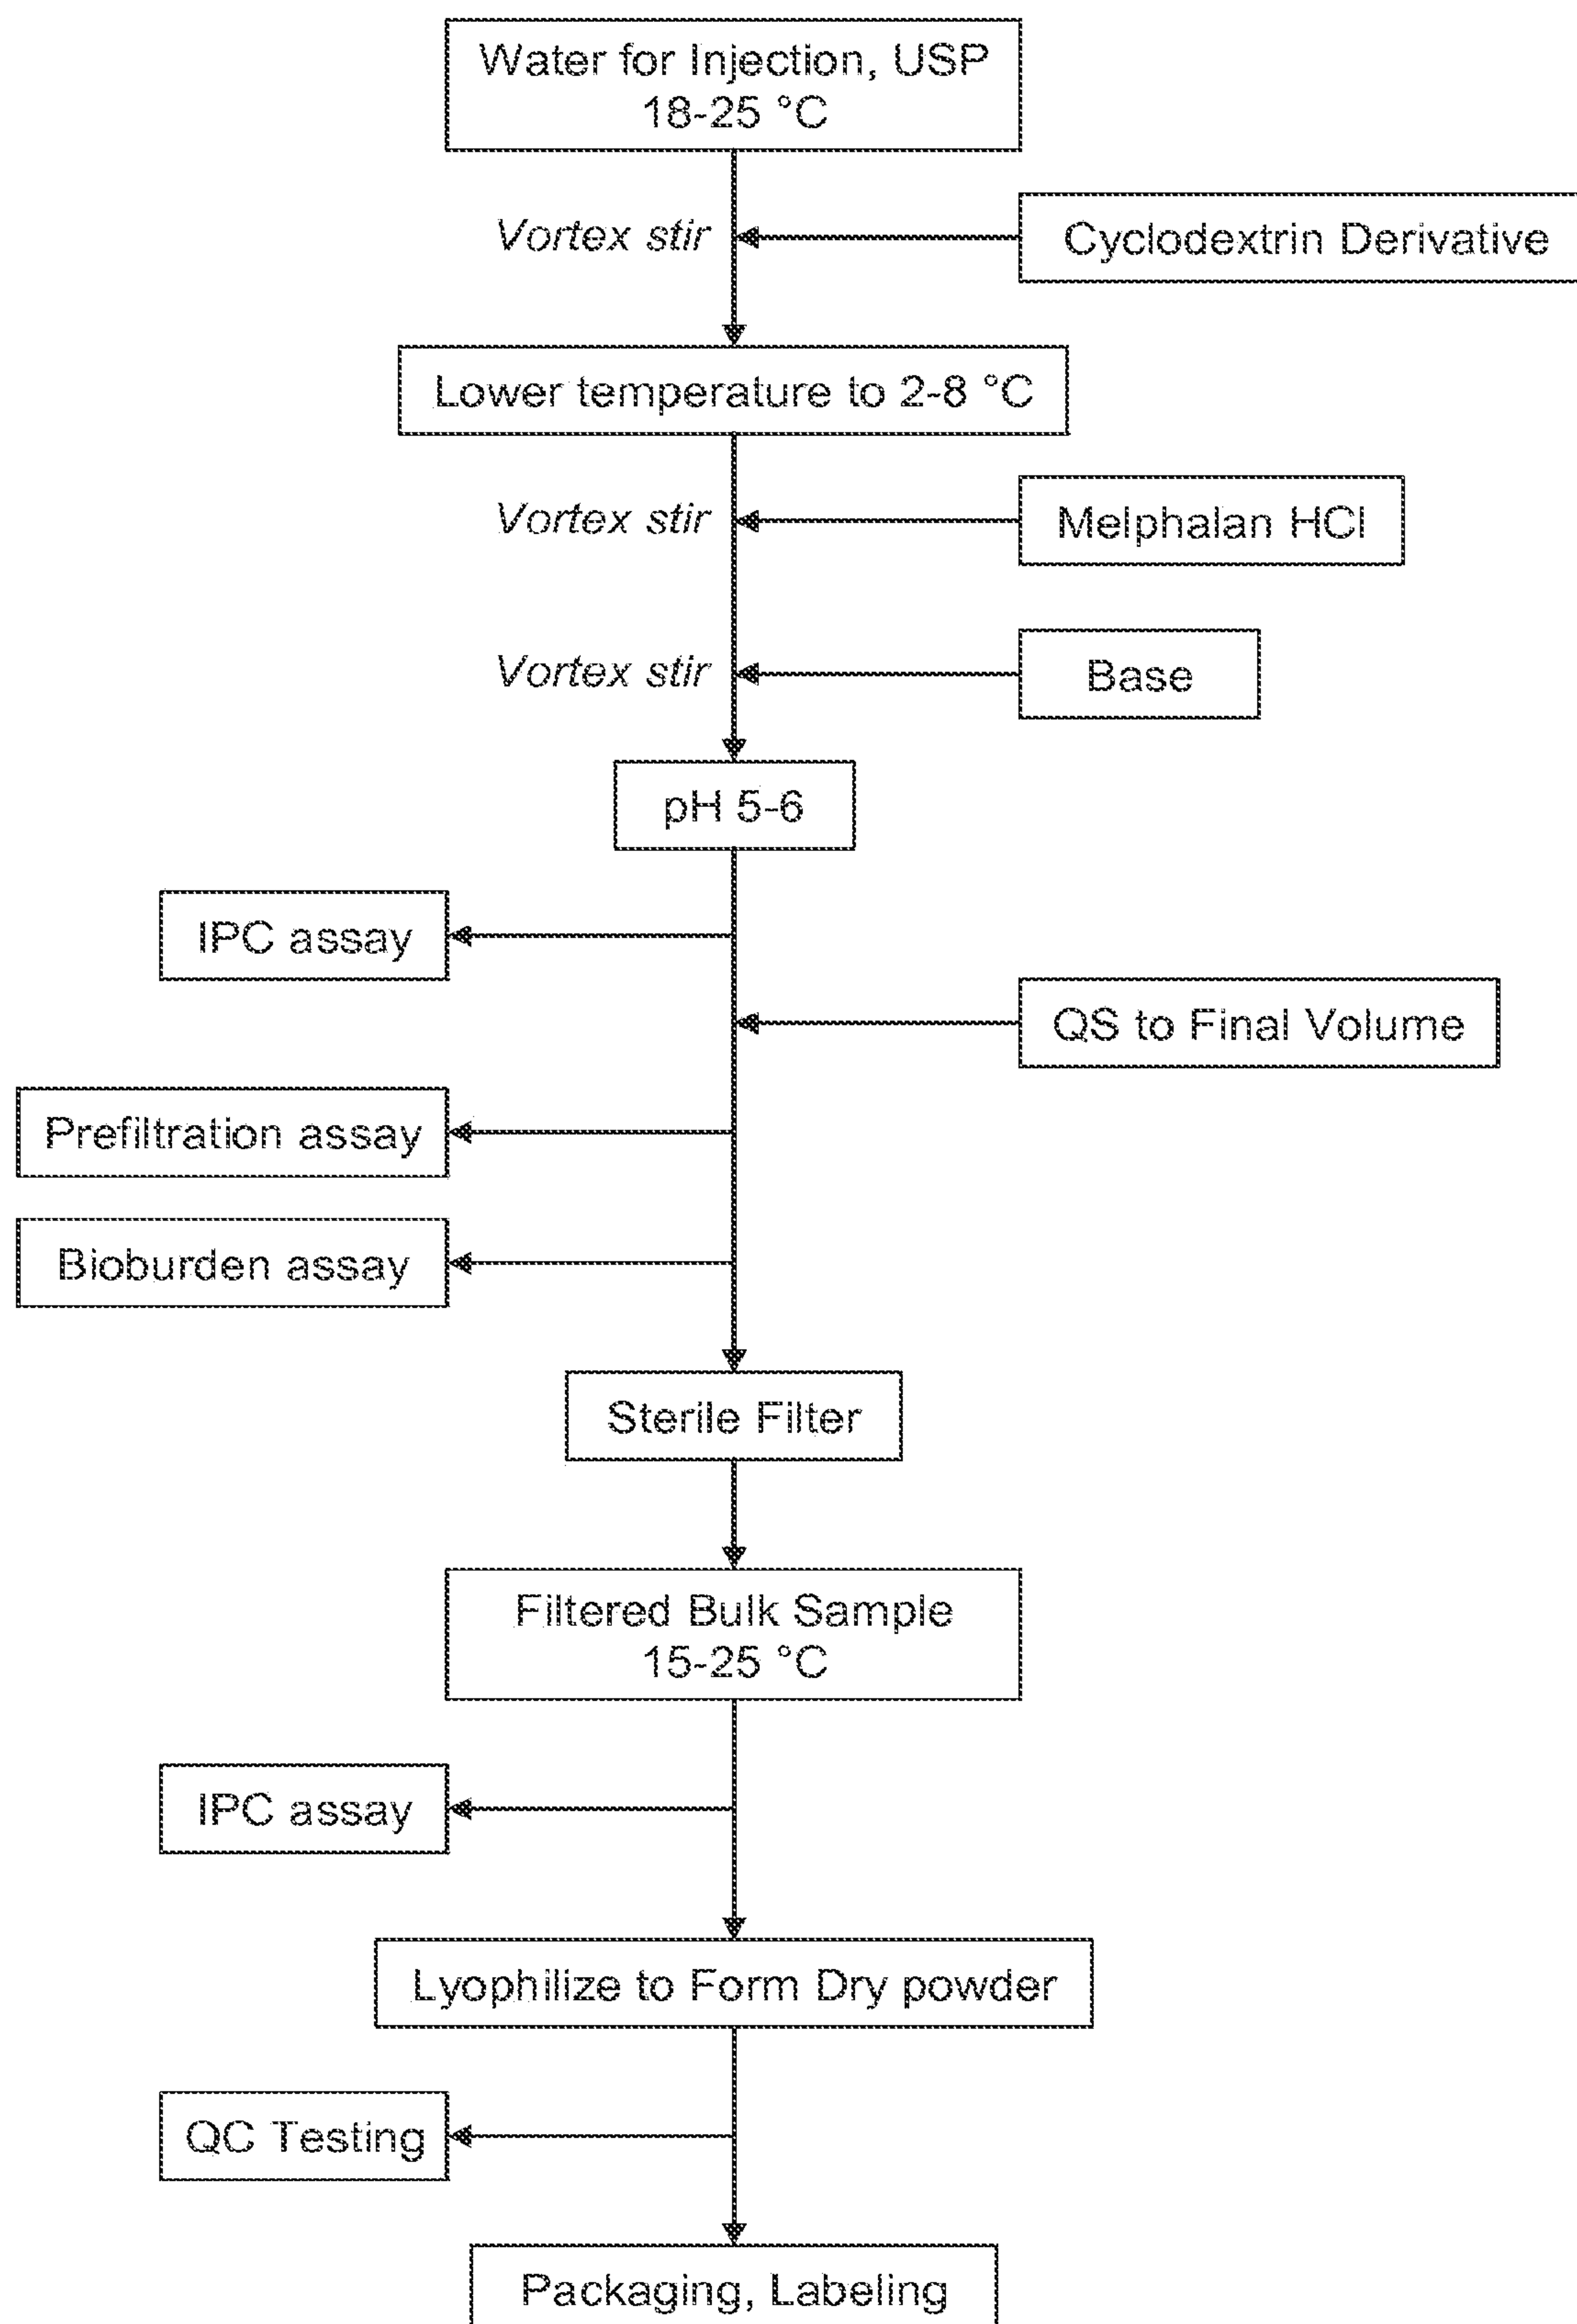 Water for Injection, USP
18-25 °C
Vortex stir
Cyclodextrin Derivative
Lower temperature to 2-8 °C
Vortex stir
Melphalan HCl
Vortex stir
Base
pH 5-6
IPC assay
QS to Final Volume
Prefiltration assay
Bioburden assay
Sterile Filter
Filtered Bulk Sample
15-25 °C
IPC assay
Lyophilize to Form Dry powder
QC Testing
Packaging, Labeling